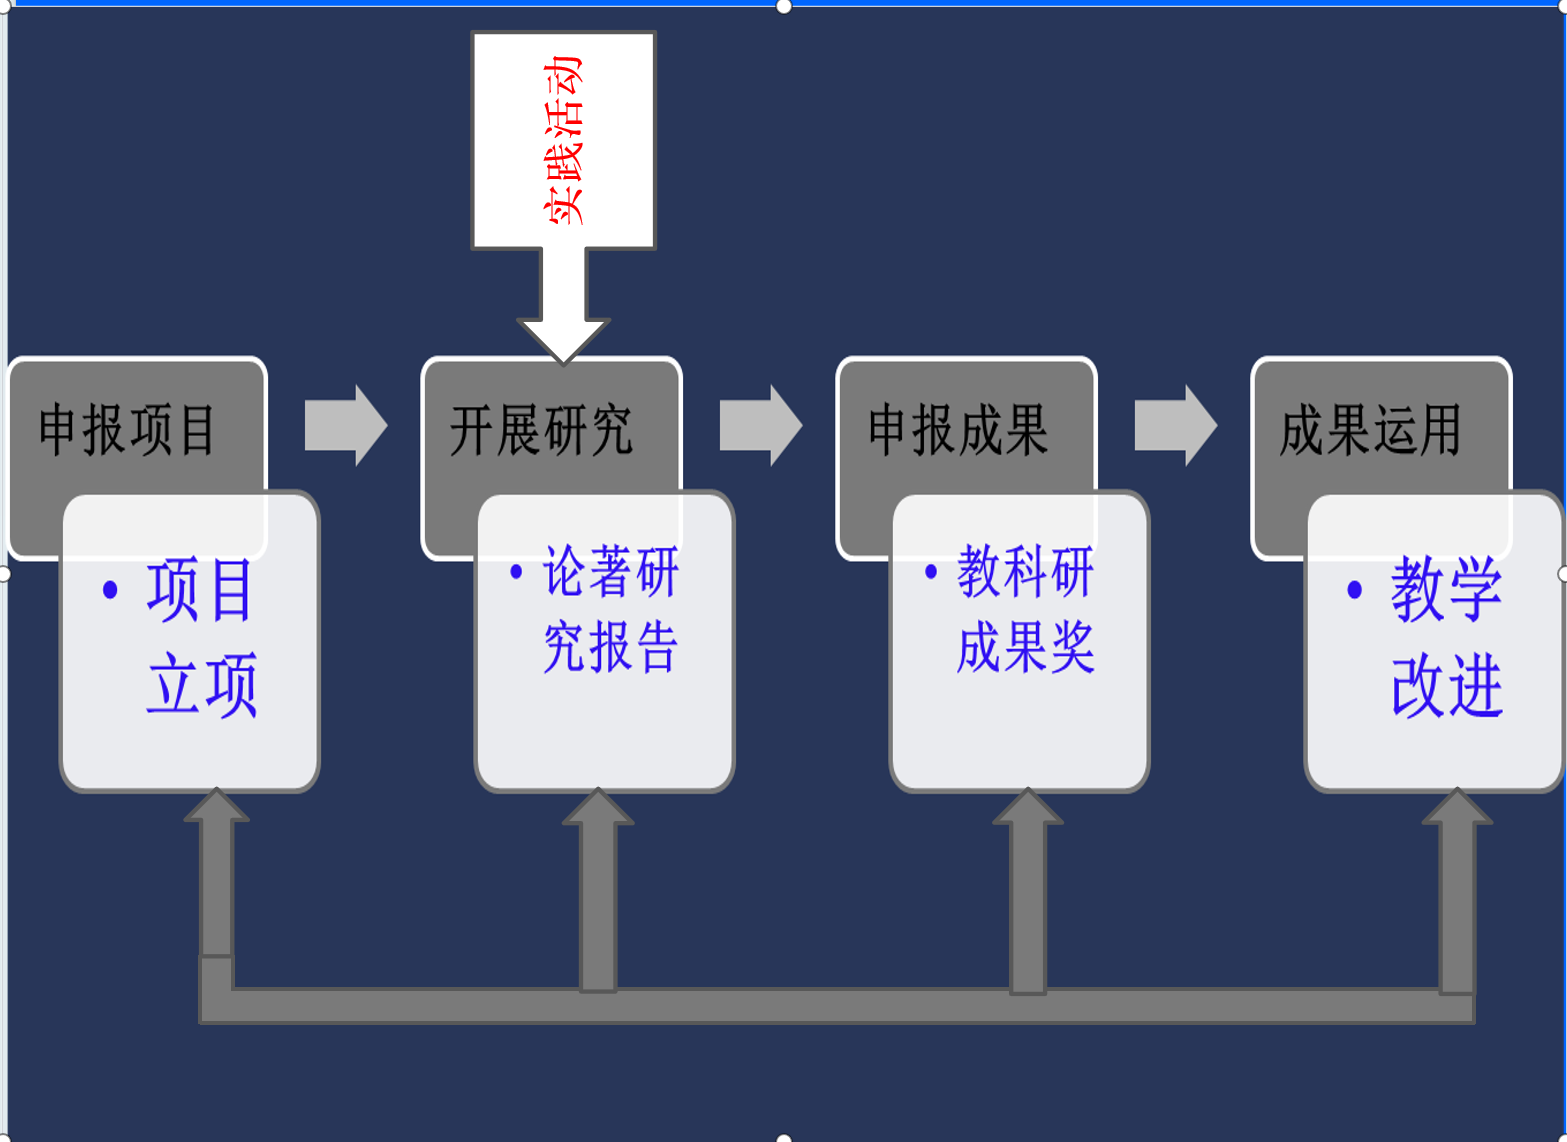 实践活动
申报项目
开展研究
申报成果
成果运用
• 项目
立项
• 论著研
究报告
• 教科研
成果奖
• 教学
改进